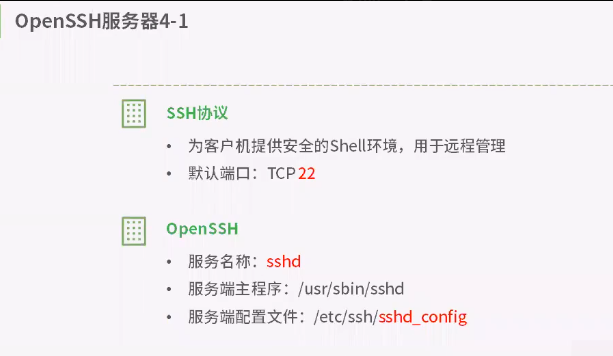 OpenSSH服务器4-1
SSH协议
• 为客户机提供安全的Shell环境，用于远程管理
• 默认端口：TCP 22
OpenSSH
• 服务名称：sshd
• 服务端主程序：/usr/sbin/sshd
• 服务端配置文件：/etc/ssh/sshd_config